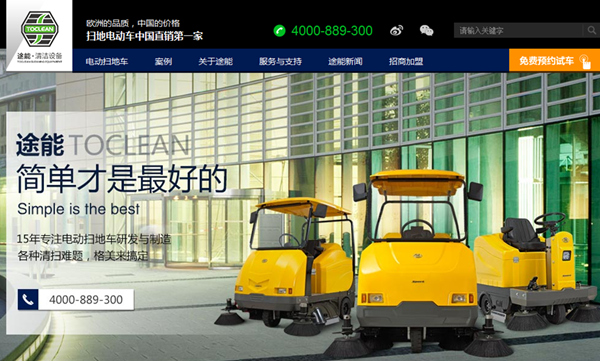 TOCLEAN
途能·清洁设备
欧洲的品质，中国的价格
扫地电动车中国直销第一家
4000-889-300
请输入关键字
电动扫地车 案例 关于途能 服务与支持 途能新闻 招商加盟 免费预约试车
途能 TOCLEAN
简单才是最好的
Simple is the best
15年专注电动扫地车研发与制造
各种清扫难题，格美来搞定
4000-889-300